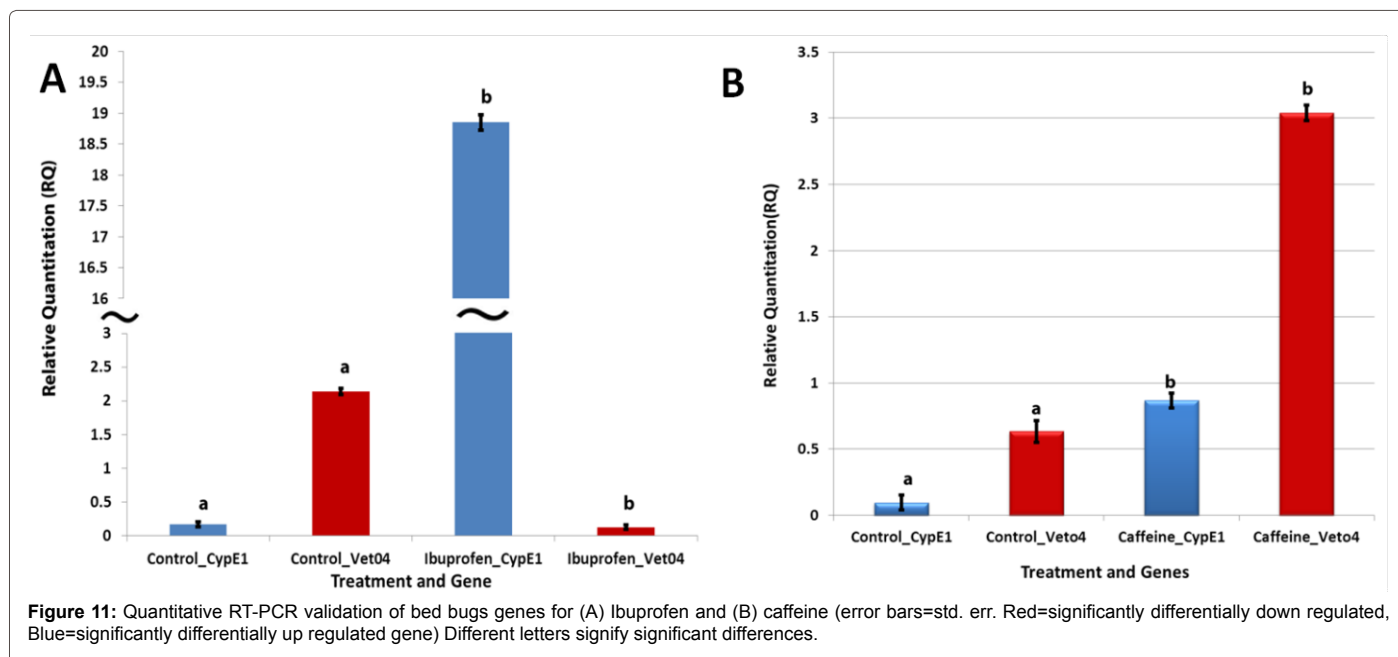 A
Relative Quantitation (RQ)
20
19.5
19
18.5
18
17.5
17
16.5
16
3
2.5
2
1.5
1
0.5
0
a
a
b
b
Control_CypE1
Control_Vet04
Ibuprofen_CypE1
Ibuprofen_Vet04
Treatment and Gene
B
Relative Quantitation(RQ)
3.5
3
2.5
2
1.5
1
0.5
0
a
a
b
b
Control_CypE1
Control_Veto4
Caffeine_CypE1
Caffeine_Veto4
Treatment and Genes
Figure 11: Quantitative RT-PCR validation of bed bugs genes for (A) Ibuprofen and (B) caffeine (error bars=std. err. Red=significantly differentially down regulated,
Blue=significantly differentially up regulated gene) Different letters signify significant differences.